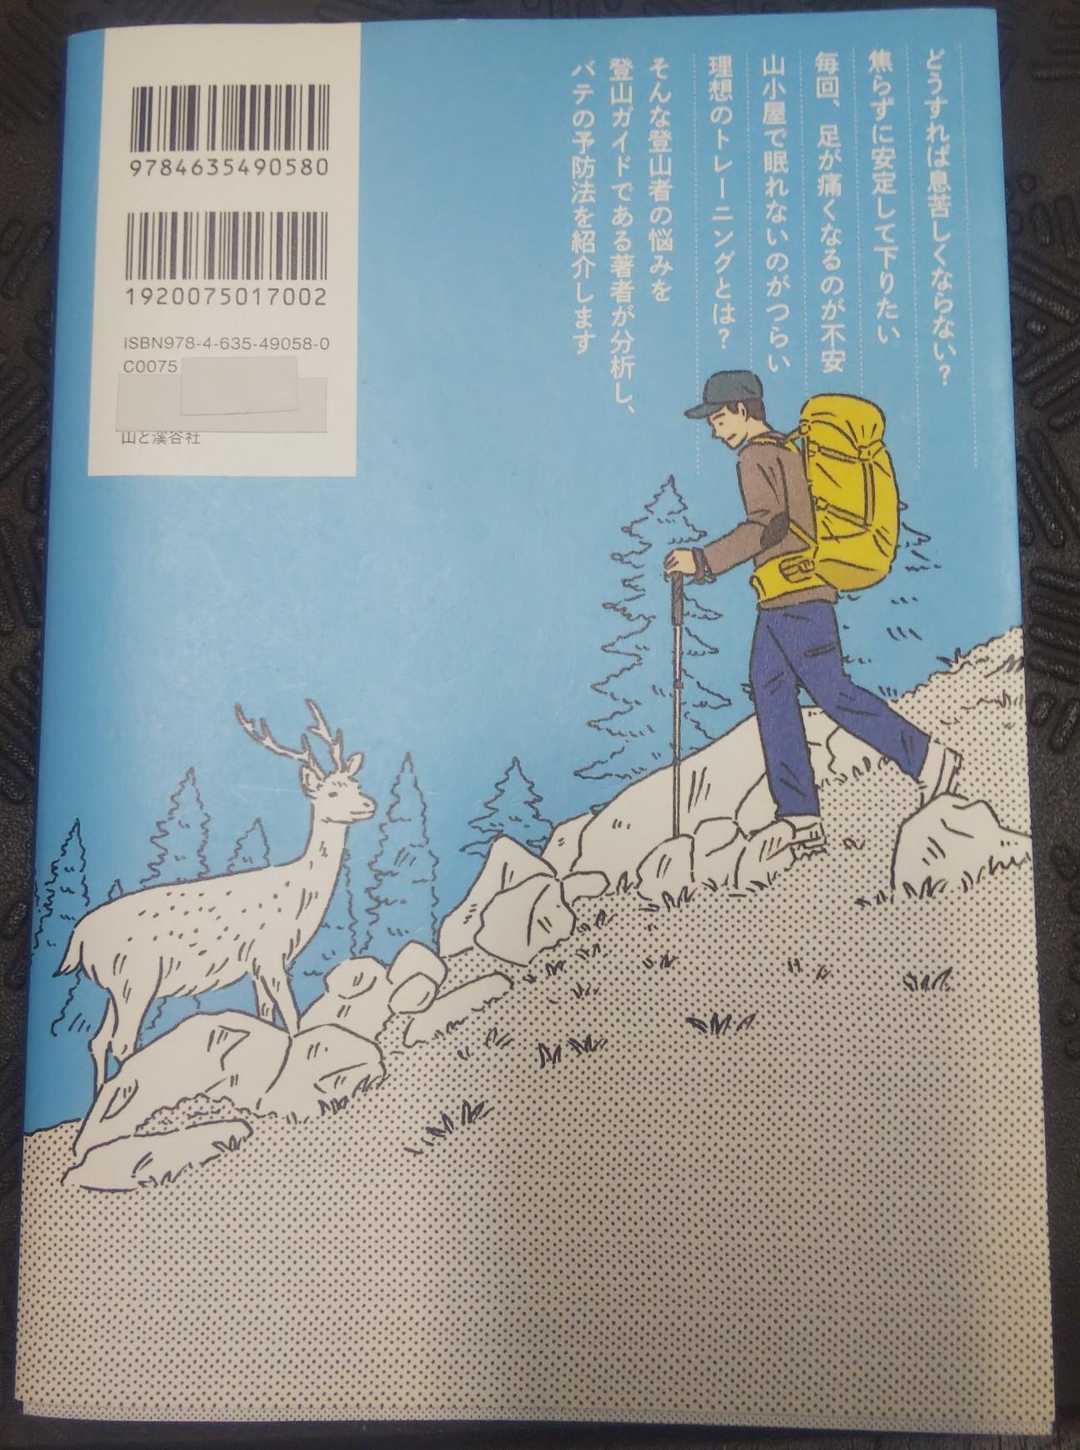 どうすれば息苦しくならない?
焦らずに安定して下りたい
毎回、足が痛くなるのが不安
山小屋で眠れないのがつらい
理想のトレーニングとは?
そんな登山者の悩みを
登山ガイドである著者が分析し、
バテの予防法を紹介します
9784635490580
1920075017002
ISBN978-4-635-49058-0
C0075
山と溪谷社